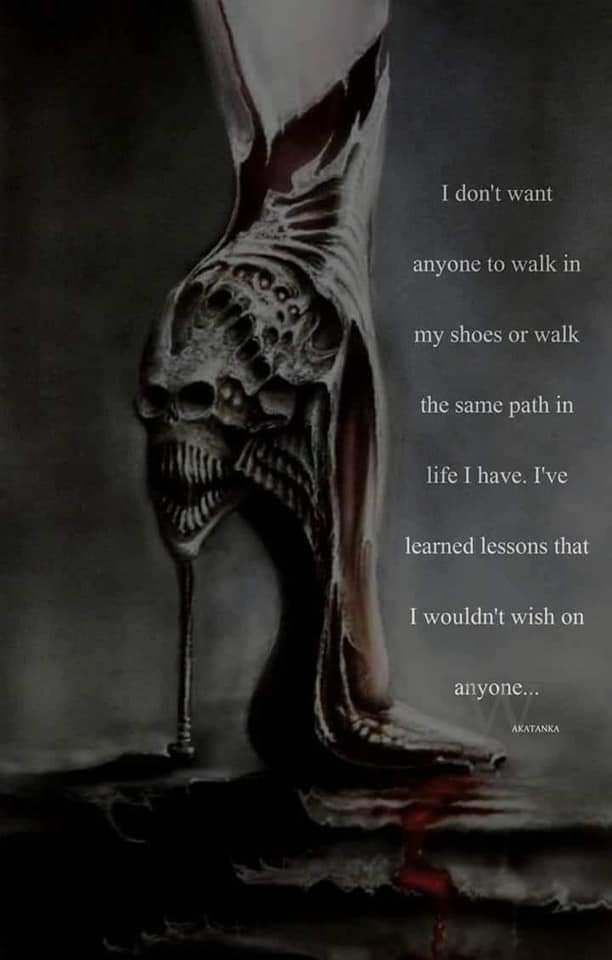 I don't want
anyone to walk in
my shoes or walk
the same path in
life I have. I've
learned lessons that
I wouldn't wish on
anyone...
AKATANKA